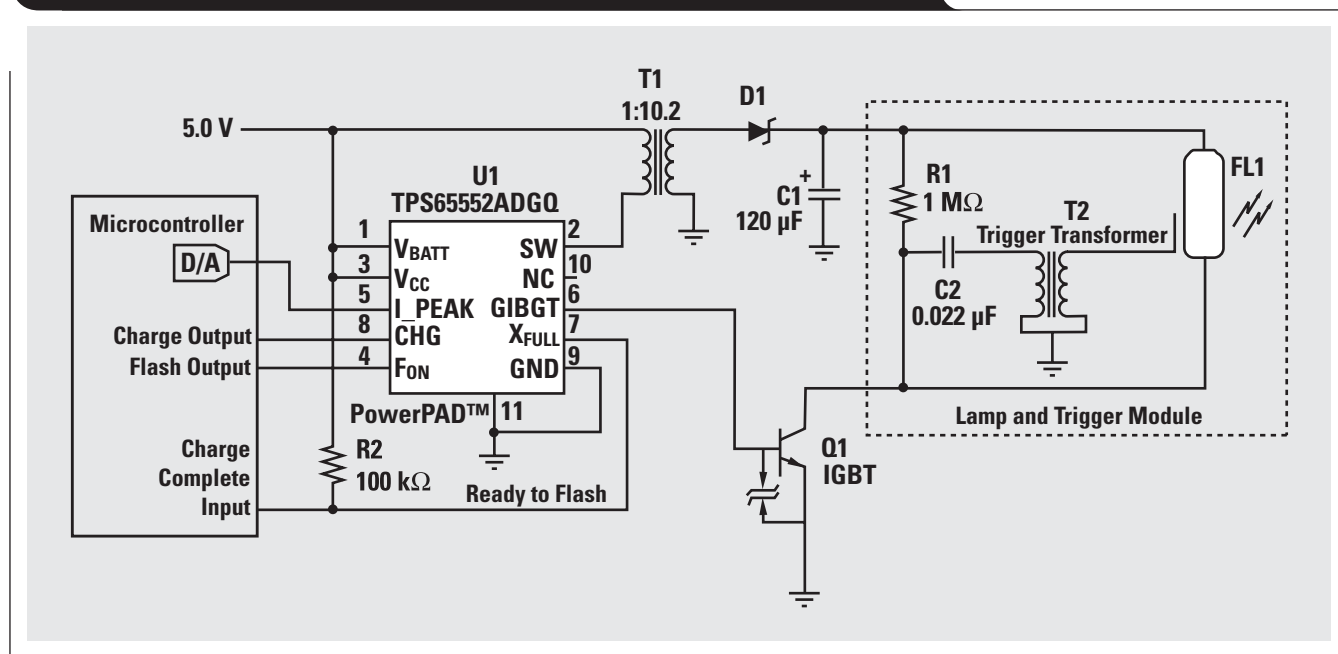 T1
1:10.2
D1
5.0 V
U1
TPS65552ADGQ
Microcontroller
D/A
Charge Output
Flash Output
Charge
Complete
Input
1
VBATT
3
VCC
5
I_PEAK
8
CHG
4
FON
SW
2
NC
10
GIBGT
6
XFULL
7
GND
9
PowerPAD™
11
R2
100 kΩ
Ready to Flash
+
C1
120 µF
R1
1 MΩ
C2
0.022 µF
T2
Trigger Transformer
FL1
Lamp and Trigger Module
Q1
IGBT